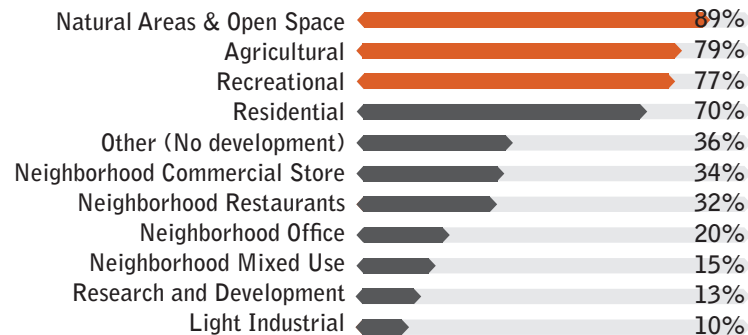 Natural Areas & Open Space 89%
Agricultural 79%
Recreational 77%
Residential 70%
Other (No development) 36%
Neighborhood Commercial Store 34%
Neighborhood Restaurants 32%
Neighborhood Office 20%
Neighborhood Mixed Use 15%
Research and Development 13%
Light Industrial 10%